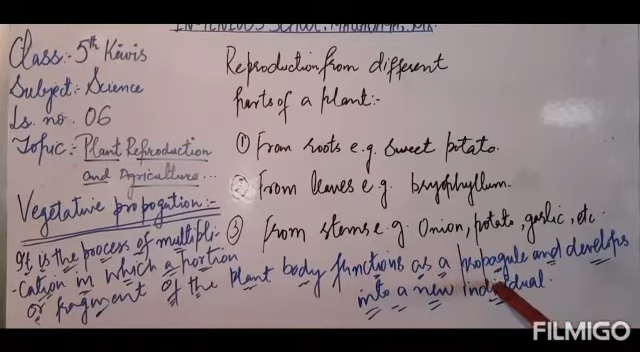 Class:- 5th Kiwis
Subject:- Science
Ls. no. 06
Topic:- Plant Reproduction
and Agriculture...
Vegetative propogation:-
Reproduction from different
parts of a plant:-
① From roots e.g. sweet potato.
② From leaves e.g. bryophyllum.
③ From stems e.g. Onion, potato, garlic, etc.
It is the process of multipli-
-cation in which a portion
or fragment of the plant body functions as a propagule and develops
into a new individual.
FILMIGO